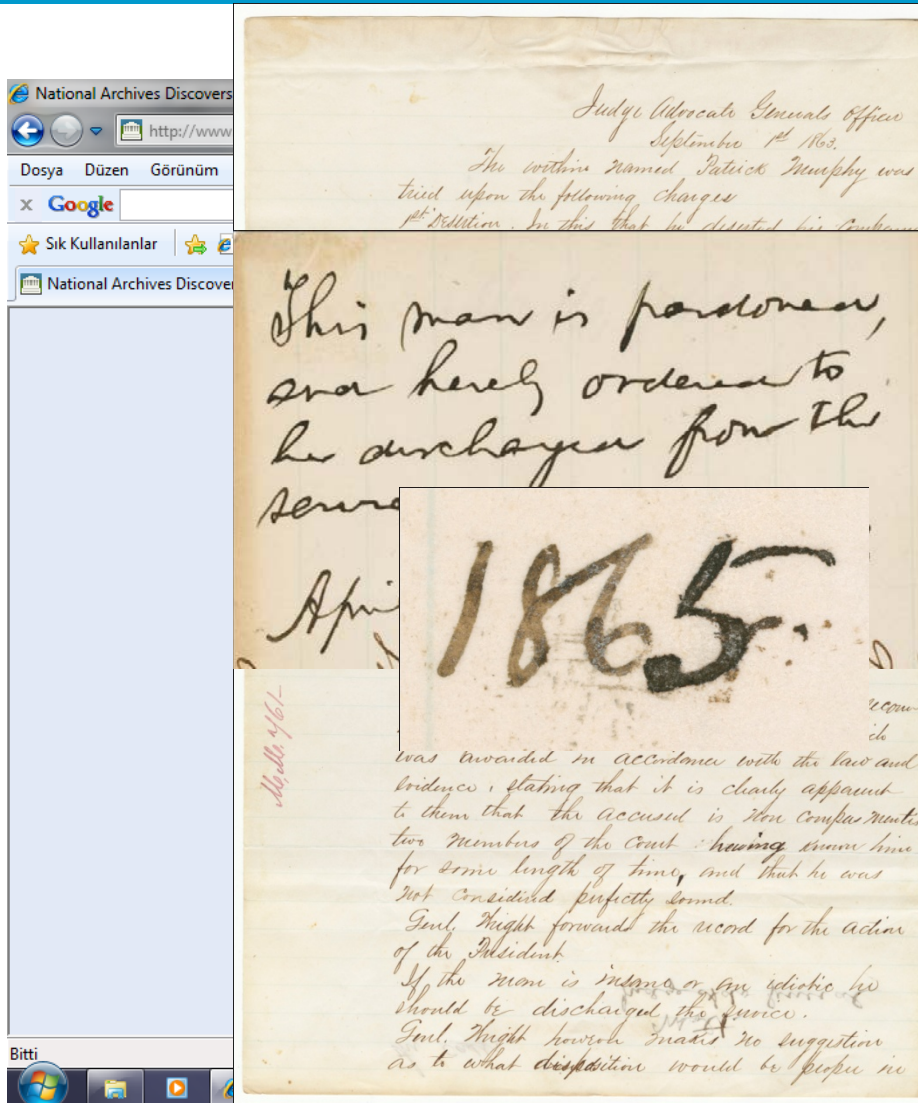 National Archives Discovers
http://www
Dosya Düzen Görünüm
x Google
Sık Kullanılanlar
National Archives Discover
Bitti
Judge Advocate Generals Office
September 1st 1863.
The within named Patrick Murphy was
tried upon the following charges
1st Desertion. In this that he deserted his Company
This man is pardoned,
and hereby ordered to
be discharged from the
Apri
1865.
was awarded in accordance with the law and
evidence, stating that it is clearly apparent
to them that the accused is non compos mentis
two members of the Court having known him
for some length of time, and that he was
not considered perfectly sound.
Genl. Wright forwards the record for the action
of the President.
If the man is insane or an idiotic he
should be discharged the service.
Genl. Wright however makes no suggestion
as to what disposition would be proper in